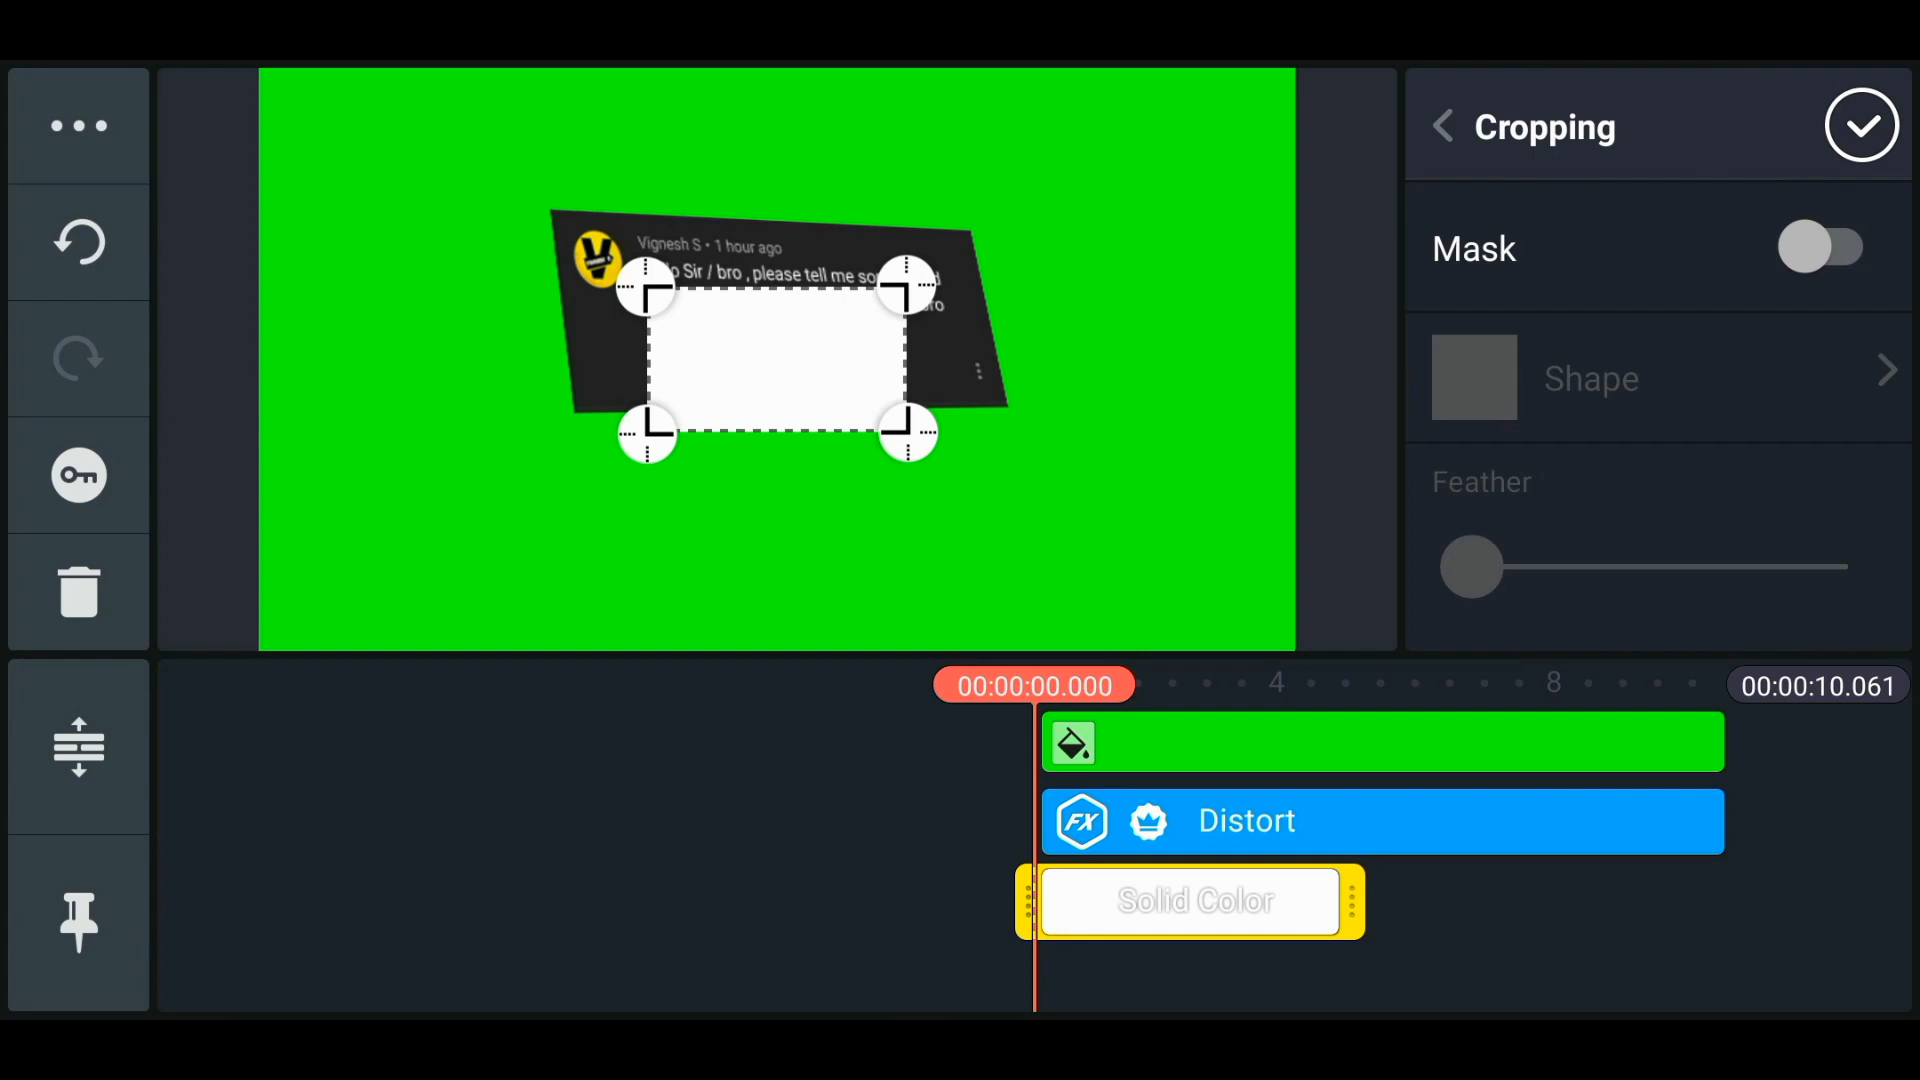 Cropping
Mask
Shape
Feather
Vignesh S • 1 hour ago
Sir / bro , please tell me
00:00:00.000
4
8
00:00:10.061
FX
Distort
Solid Color